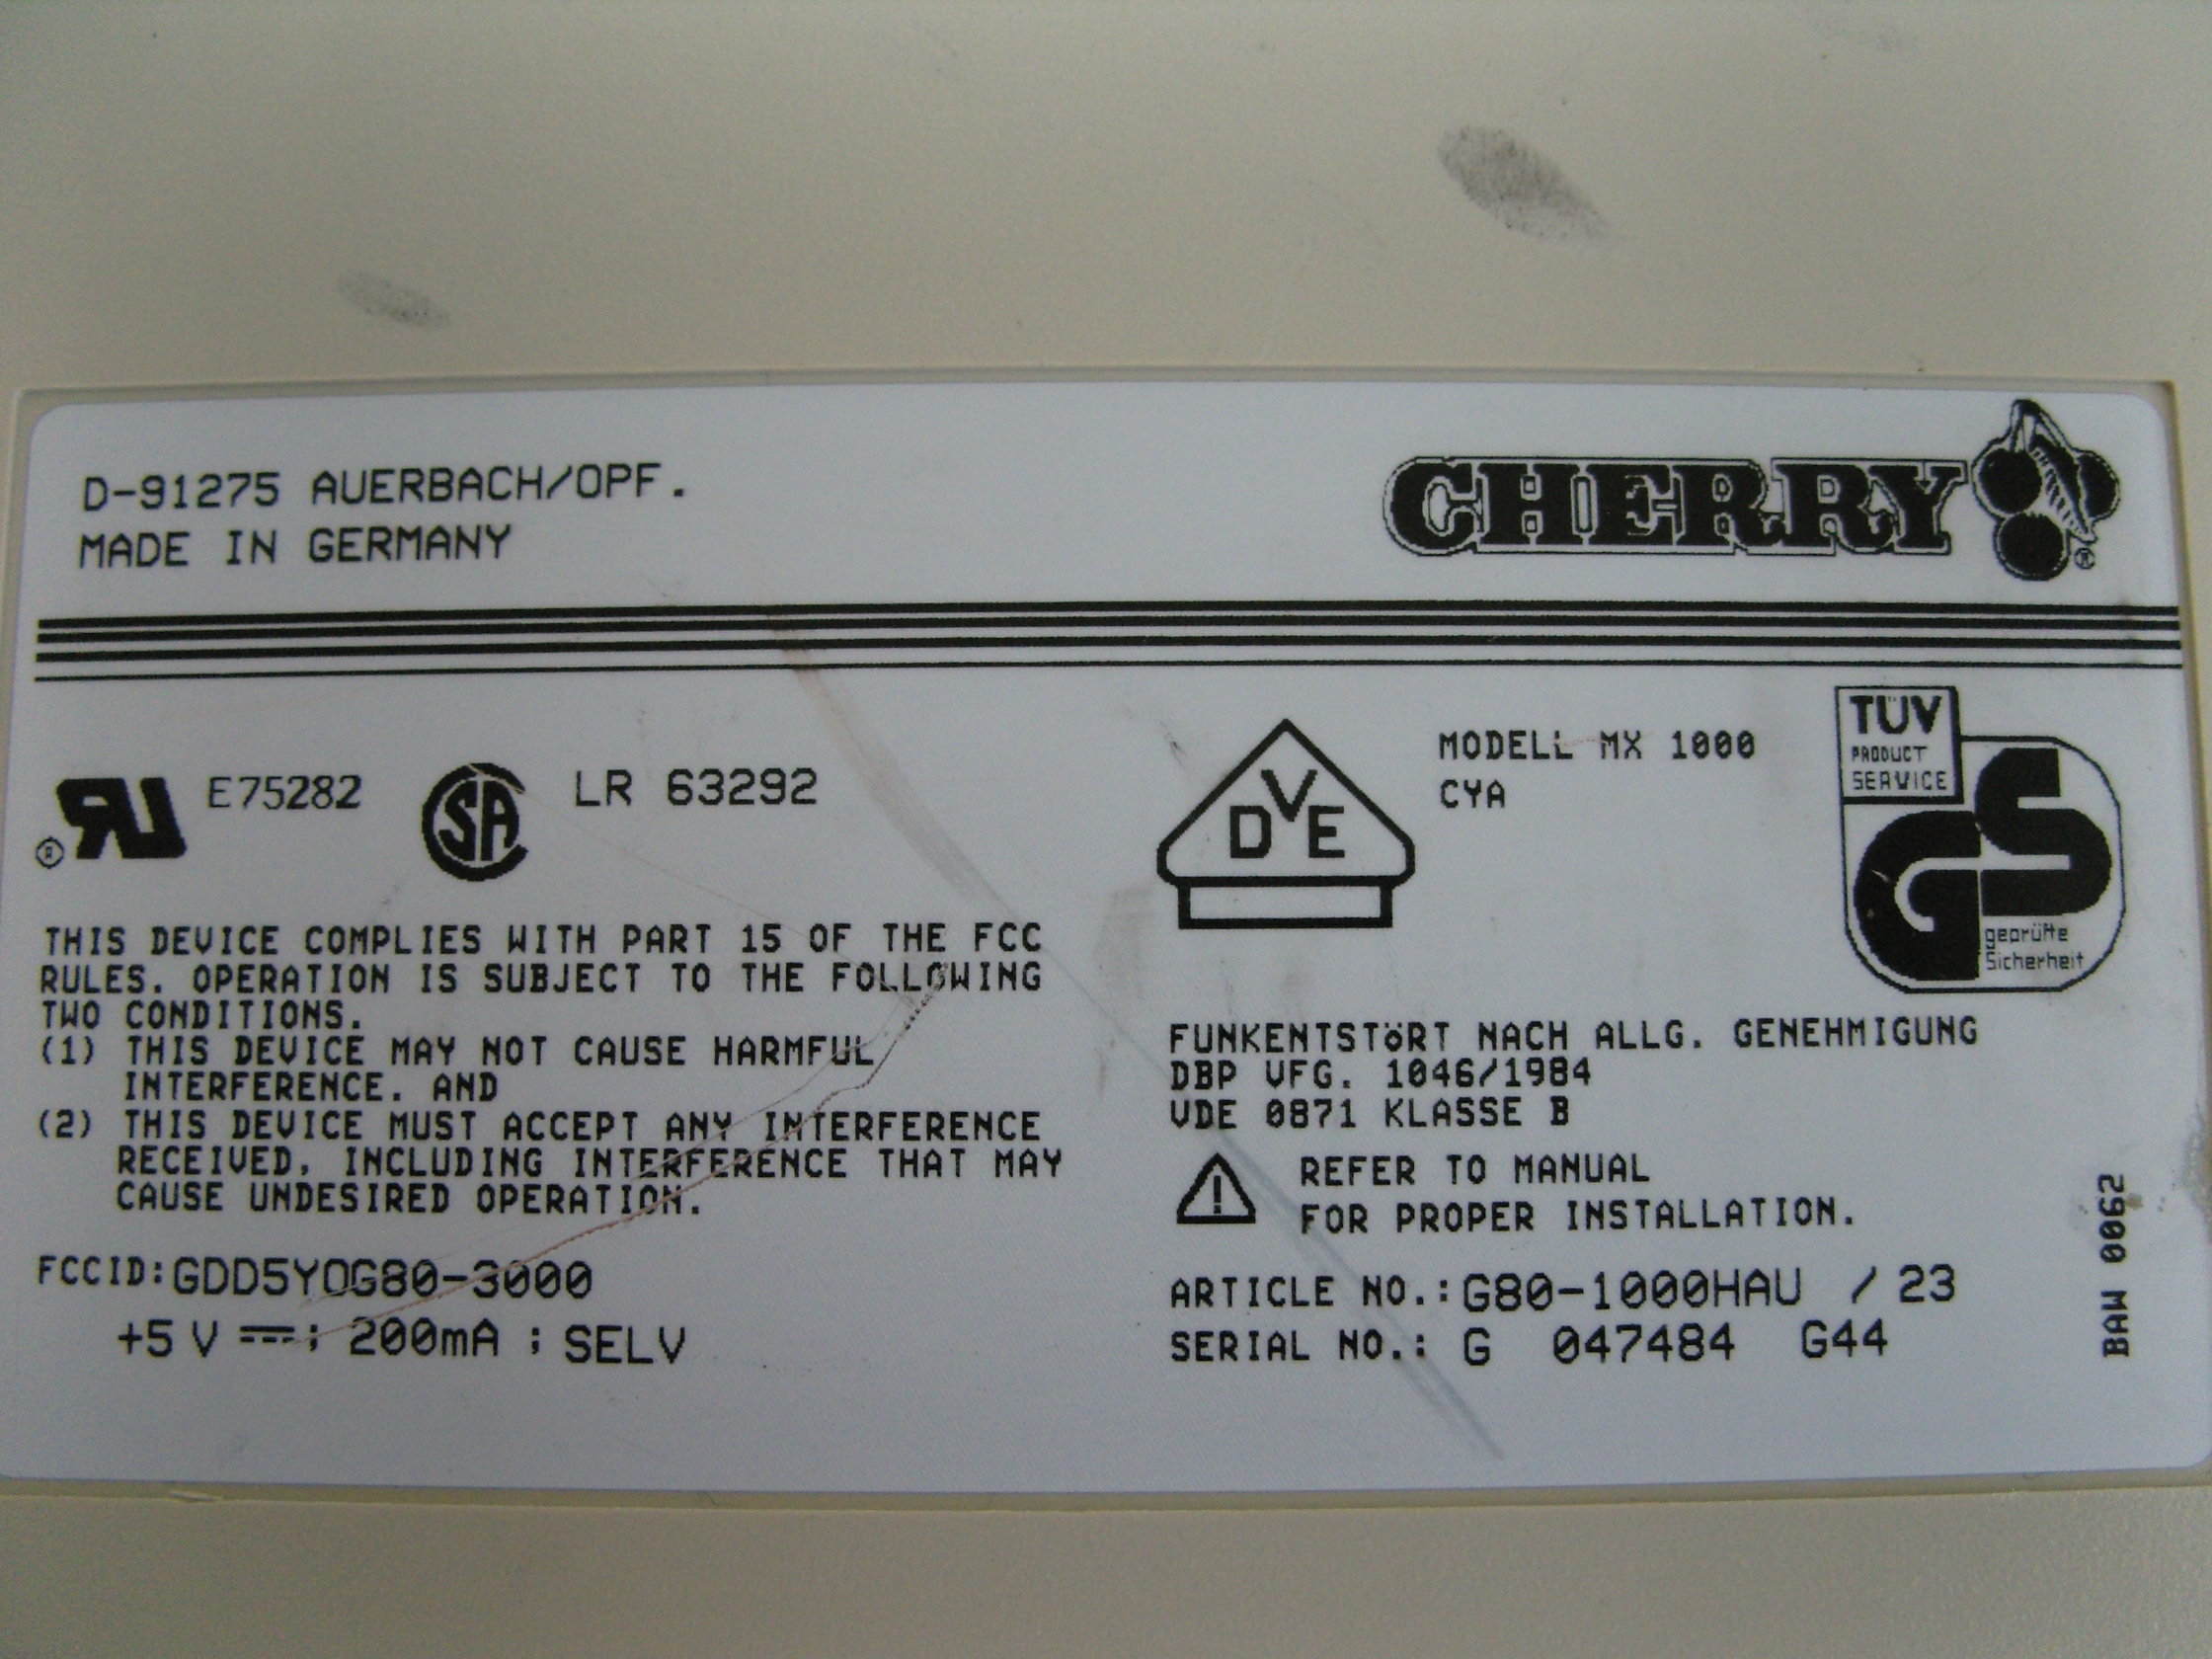 D-91275 AUERBACH/OPF.
MADE IN GERMANY
CHERRY
®
®
E75282
SA
LR 63292
DVE
MODELL MX 1000
CYA
TÜV
PRODUCT
SERVICE
GS
geprüfte
Sicherheit
THIS DEVICE COMPLIES WITH PART 15 OF THE FCC
RULES. OPERATION IS SUBJECT TO THE FOLLOWING
TWO CONDITIONS.
(1) THIS DEVICE MAY NOT CAUSE HARMFUL
INTERFERENCE. AND
(2) THIS DEVICE MUST ACCEPT ANY INTERFERENCE
RECEIVED, INCLUDING INTERFERENCE THAT MAY
CAUSE UNDESIRED OPERATION.
FCCID:GDD5YOG80-3000
+5 V ⎓; 200mA ; SELV
FUNKENTSTöRT NACH ALLG. GENEHMIGUNG
DBP VFG. 1046/1984
VDE 0871 KLASSE B
REFER TO MANUAL
FOR PROPER INSTALLATION.
ARTICLE NO.:G80-1000HAU / 23
SERIAL NO.: G 047484 G44
BAW 0062